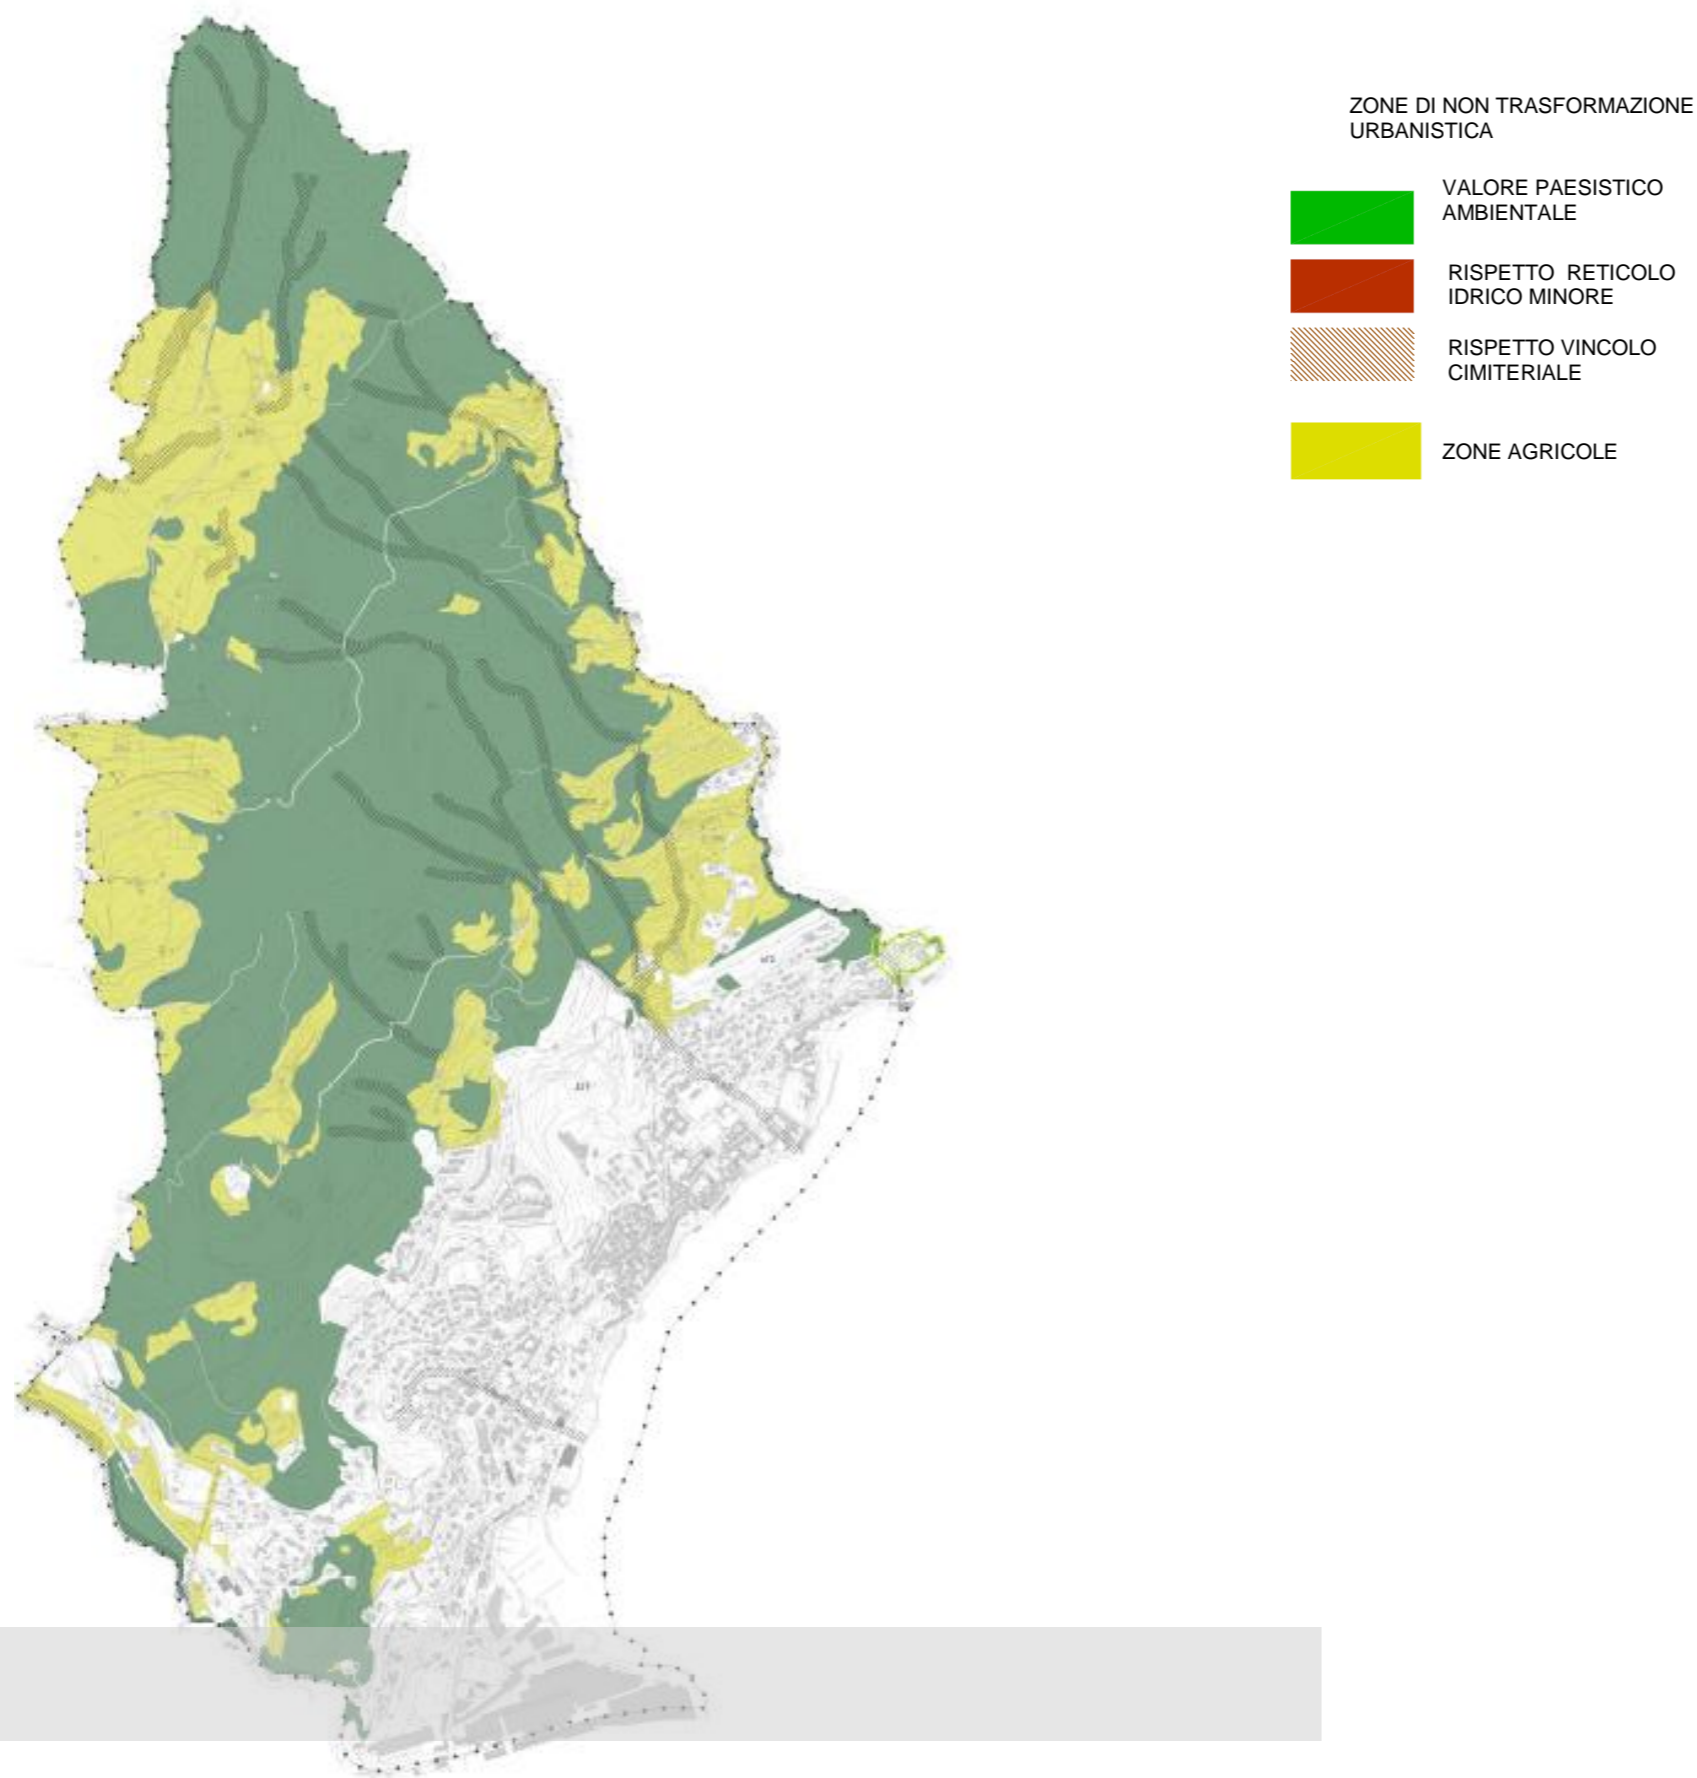 ZONE DI NON TRASFORMAZIONE
URBANISTICA
VALORE PAESISTICO
AMBIENTALE
RISPETTO RETICOLO
IDRICO MINORE
RISPETTO VINCOLO
CIMITERIALE
ZONE AGRICOLE